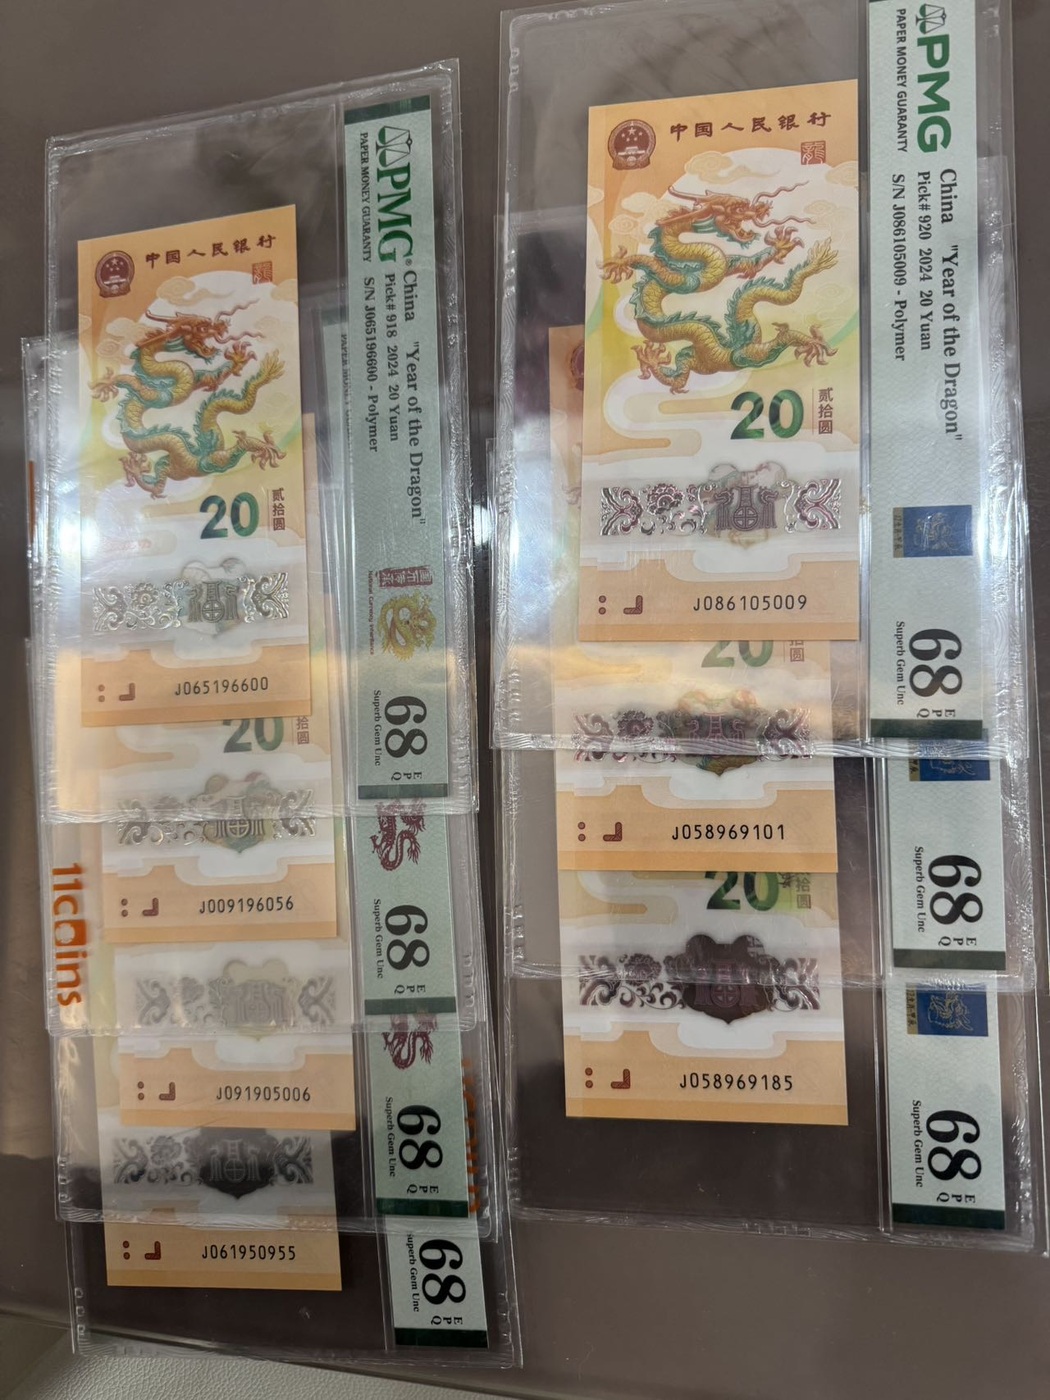 PMG
PAPER MONEY GUARANTY
China "Year of the Dragon"
Pick# 918 2024 20 Yuan
S/N J065196600 - Polymer
68
EPQ
Superb Gem Unc
中国人民银行
20
贰拾圆
J065196600
20
J009196056
68
EPQ
Superb Gem Unc
11coins
J091905006
68
EPQ
Superb Gem Unc
J061950955
68
EPQ
Superb Gem Unc
PMG
PAPER MONEY GUARANTY
China "Year of the Dragon"
Pick# 920 2024 20 Yuan
S/N J086105009 - Polymer
68
EPQ
Superb Gem Unc
中国人民银行
20
贰拾圆
J086105009
20
J058969101
68
EPQ
Superb Gem Unc
20
J058969185
68
EPQ
Superb Gem Unc